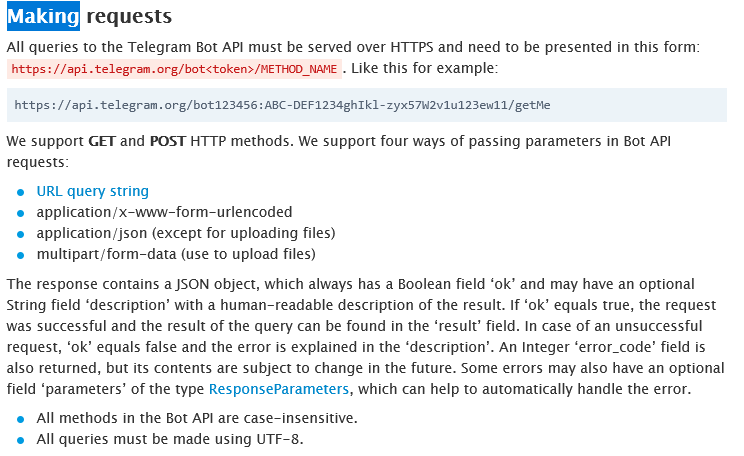 Making requests
All queries to the Telegram Bot API must be served over HTTPS and need to be presented in this form:
https://api.telegram.org/bot<token>/METHOD_NAME. Like this for example:
https://api.telegram.org/bot123456:ABC-DEF1234ghIkl-zyx57W2v1u123ew11/getMe
We support GET and POST HTTP methods. We support four ways of passing parameters in Bot API
requests:
URL query string
application/x-www-form-urlencoded
application/json (except for uploading files)
multipart/form-data (use to upload files)
The response contains a JSON object, which always has a Boolean field ‘ok’ and may have an optional
String field ‘description’ with a human-readable description of the result. If ‘ok’ equals true, the request
was successful and the result of the query can be found in the ‘result’ field. In case of an unsuccessful
request, ‘ok’ equals false and the error is explained in the ‘description’. An Integer ‘error_code’ field is
also returned, but its contents are subject to change in the future. Some errors may also have an optional
field ‘parameters’ of the type ResponseParameters, which can help to automatically handle the error.
All methods in the Bot API are case-insensitive.
All queries must be made using UTF-8.